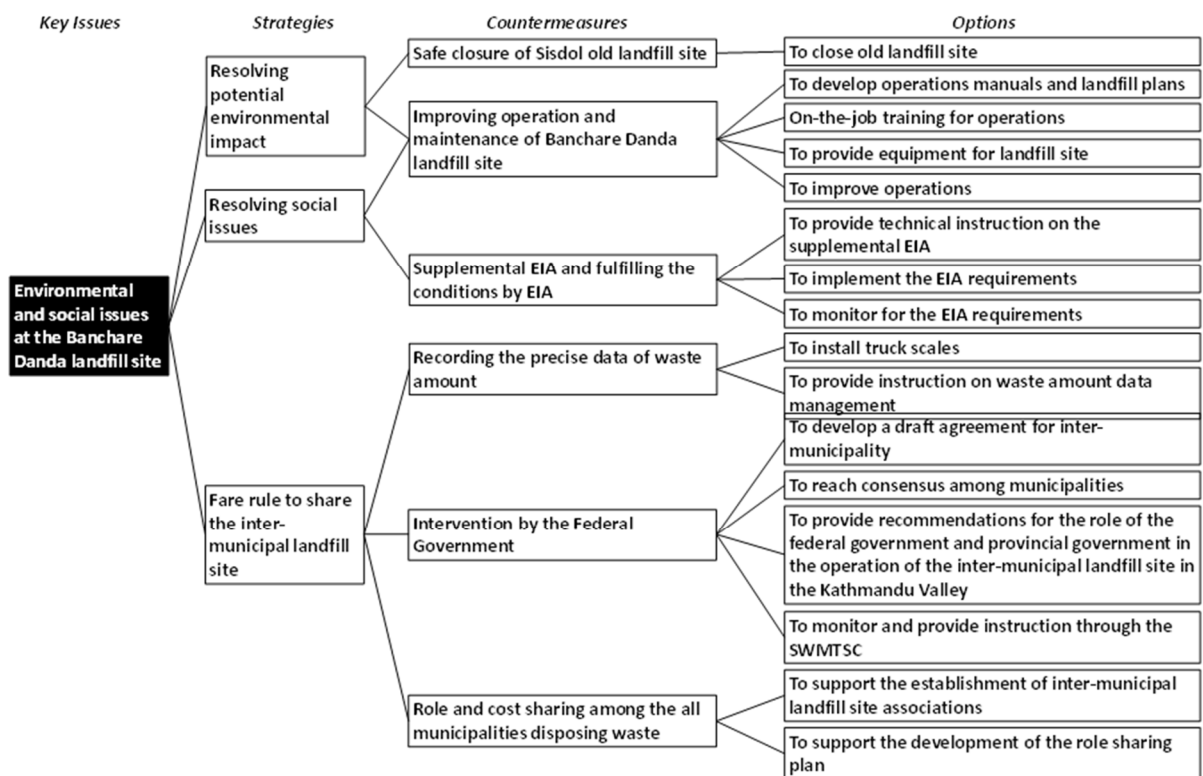 Key Issues
Strategies
Countermeasures
Options
Environmental
and social issues
at the Banchare
Danda landfill site
Resolving
potential
environmental
impact
Resolving social
issues
Fare rule to share
the inter-
municipal landfill
site
Safe closure of Sisdol old landfill site
Improving operation and
maintenance of Banchare Danda
landfill site
Supplemental EIA and fulfilling the
conditions by EIA
Recording the precise data of waste
amount
Intervention by the Federal
Government
Role and cost sharing among the all
municipalities disposing waste
To close old landfill site
To develop operations manuals and landfill plans
On-the-job training for operations
To provide equipment for landfill site
To improve operations
To provide technical instruction on the
supplemental EIA
To implement the EIA requirements
To monitor for the EIA requirements
To install truck scales
To provide instruction on waste amount data
management
To develop a draft agreement for inter-
municipality
To reach consensus among municipalities
To provide recommendations for the role of the
federal government and provincial government in
the operation of the inter-municipal landfill site in
the Kathmandu Valley
To monitor and provide instruction through the
SWMTSC
To support the establishment of inter-municipal
landfill site associations
To support the development of the role sharing
plan